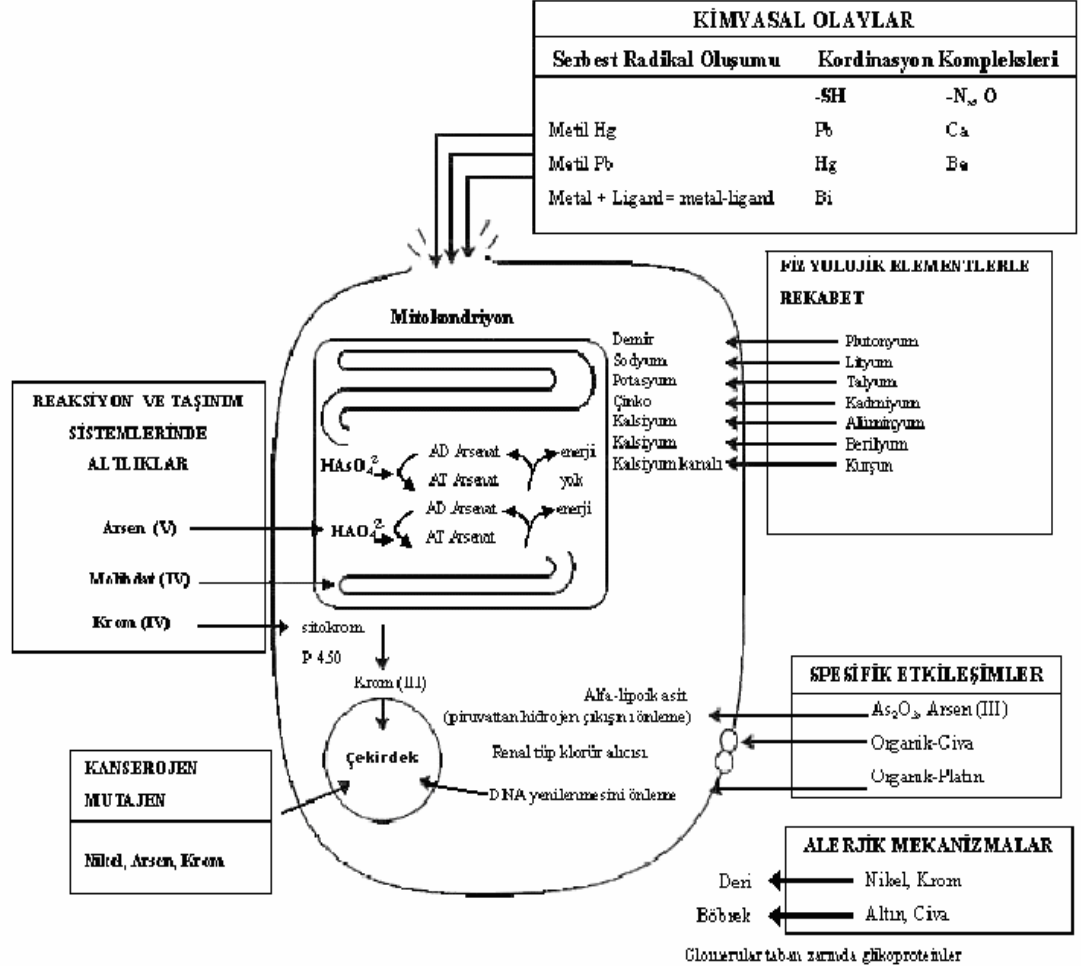 KİMYASAL OLAYLAR
Serbest Radikal Oluşumu Kordinasyon Kompleksleri
-SH -N, O
Metil Hg Pb Ca
Metil Pb Hg Be
Metal + Ligand= metal-ligand Bi
FİZYOLOJİK ELEMENTLERLE
REKABET
Mitokondriyon
Demir Plutonyum
Sodyum Lityum
Potasyum Talyum
Çinko Kadmiyum
Kalsiyum Alüminyum
Kalsiyum Berilyum
Kalsiyum kanalı Kurşun
REAKSİYON VE TAŞINIM
SİSTEMLERİNDE
ALTLIKLAR
Arsen (V)
Molibdat (IV)
Krom (IV)
HAsO₄²⁻ AD Arsenat enerji
AT Arsenat yok
HAO₄²⁻ AD Arsenat enerji
AT Arsenat
sitokrom
P 450
Krom (III)
Çekirdek
Alfa-lipoik asit
(piruvattan hidrojen çıkışını önleme)
Renal tüp klorür alıcısı
DNA yenilenmesini önleme
SPESİFİK ETKİLEŞİMLER
As₂O₃, Arsen (III)
Organik-Civa
Organik-Platin
KANSEROJEN
MUTAJEN
Nikel, Arsen, Krom
ALERJİK MEKANİZMALAR
Deri Nikel, Krom
Böbrek Altın, Civa
Glomerular taban zarında glikoproteinler